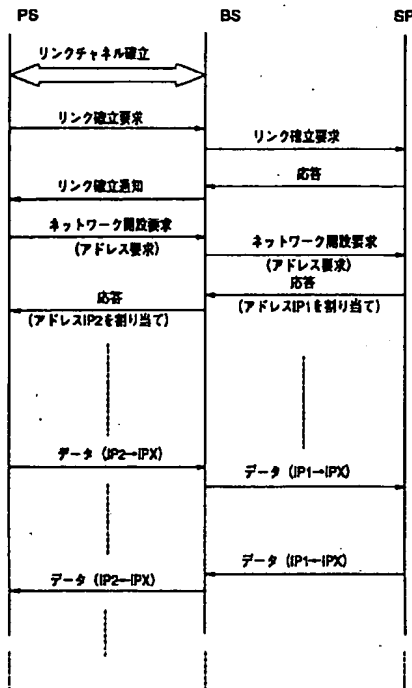 PS
BS
SP
リンクチャネル確立
リンク確立要求
リンク確立要求
応答
リンク確立通知
ネットワーク開設要求
(アドレス要求)
ネットワーク開設要求
(アドレス要求)
応答
(アドレスIP1を割り当て)
応答
(アドレスIP2を割り当て)
データ (IP2→IPX)
データ (IP1→IPX)
データ (IP1←IPX)
データ (IP2←IPX)